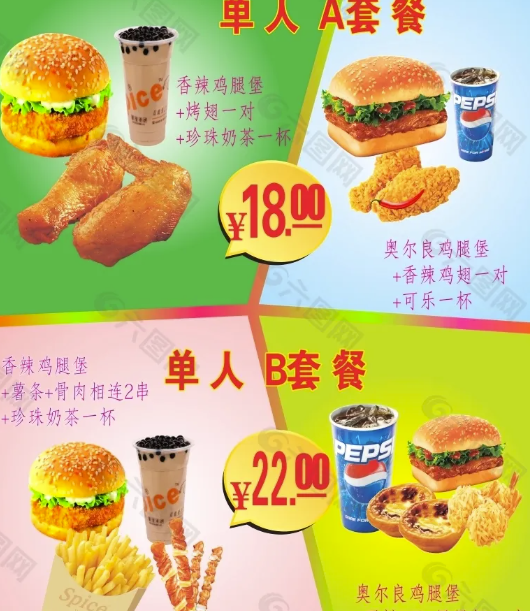 单人 A套餐
香辣鸡腿堡
+烤翅一对
+珍珠奶茶一杯
¥18.00
PEPSI
奥尔良鸡腿堡
+香辣鸡翅一对
+可乐一杯
香辣鸡腿堡
+薯条+骨肉相连2串
+珍珠奶茶一杯
单人 B套餐
¥22.00
PEPSI
Spice
奥尔良鸡腿堡